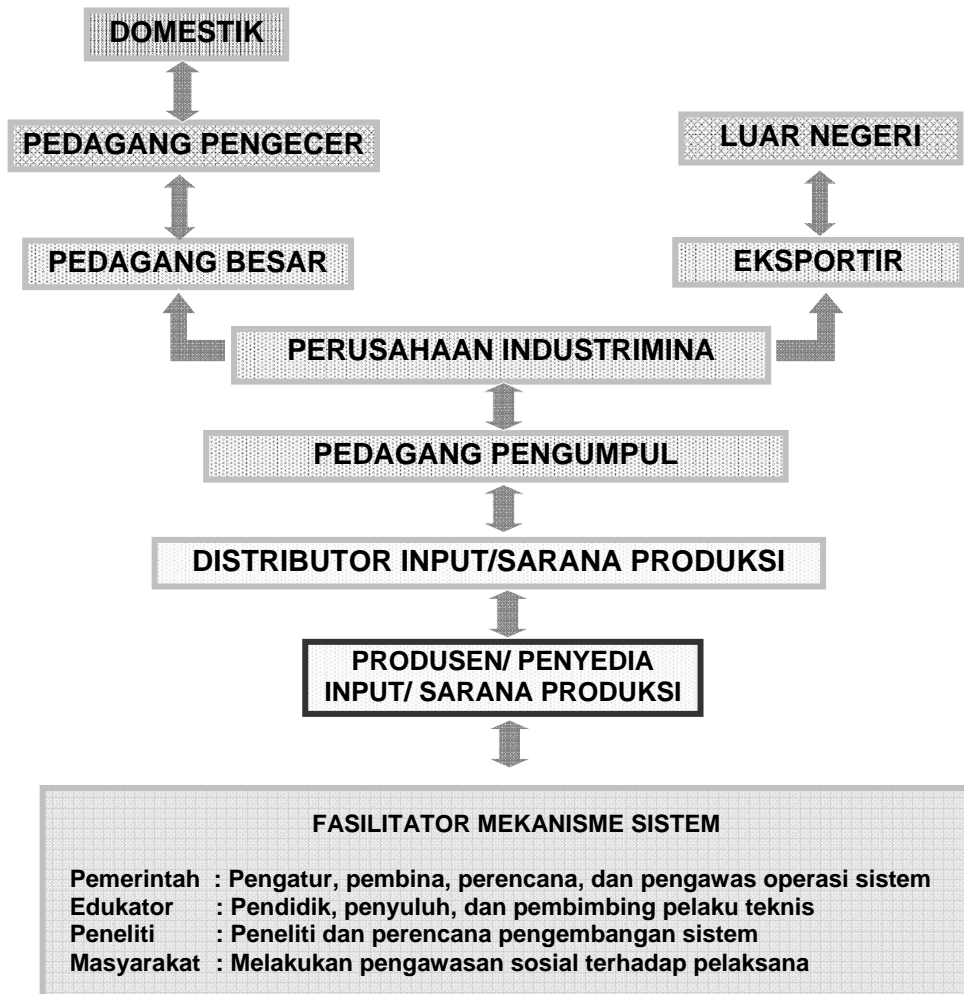 DOMESTIK
PEDAGANG PENGECER
LUAR NEGERI
PEDAGANG BESAR
EKSPORTIR
PERUSAHAAN INDUSTRIMINA
PEDAGANG PENGUMPUL
DISTRIBUTOR INPUT/SARANA PRODUKSI
PRODUSEN/ PENYEDIA
INPUT/ SARANA PRODUKSI
FASILITATOR MEKANISME SISTEM
Pemerintah : Pengatur, pembina, perencana, dan pengawas operasi sistem
Edukator : Pendidik, penyuluh, dan pembimbing pelaku teknis
Peneliti : Peneliti dan perencana pengembangan sistem
Masyarakat : Melakukan pengawasan sosial terhadap pelaksana